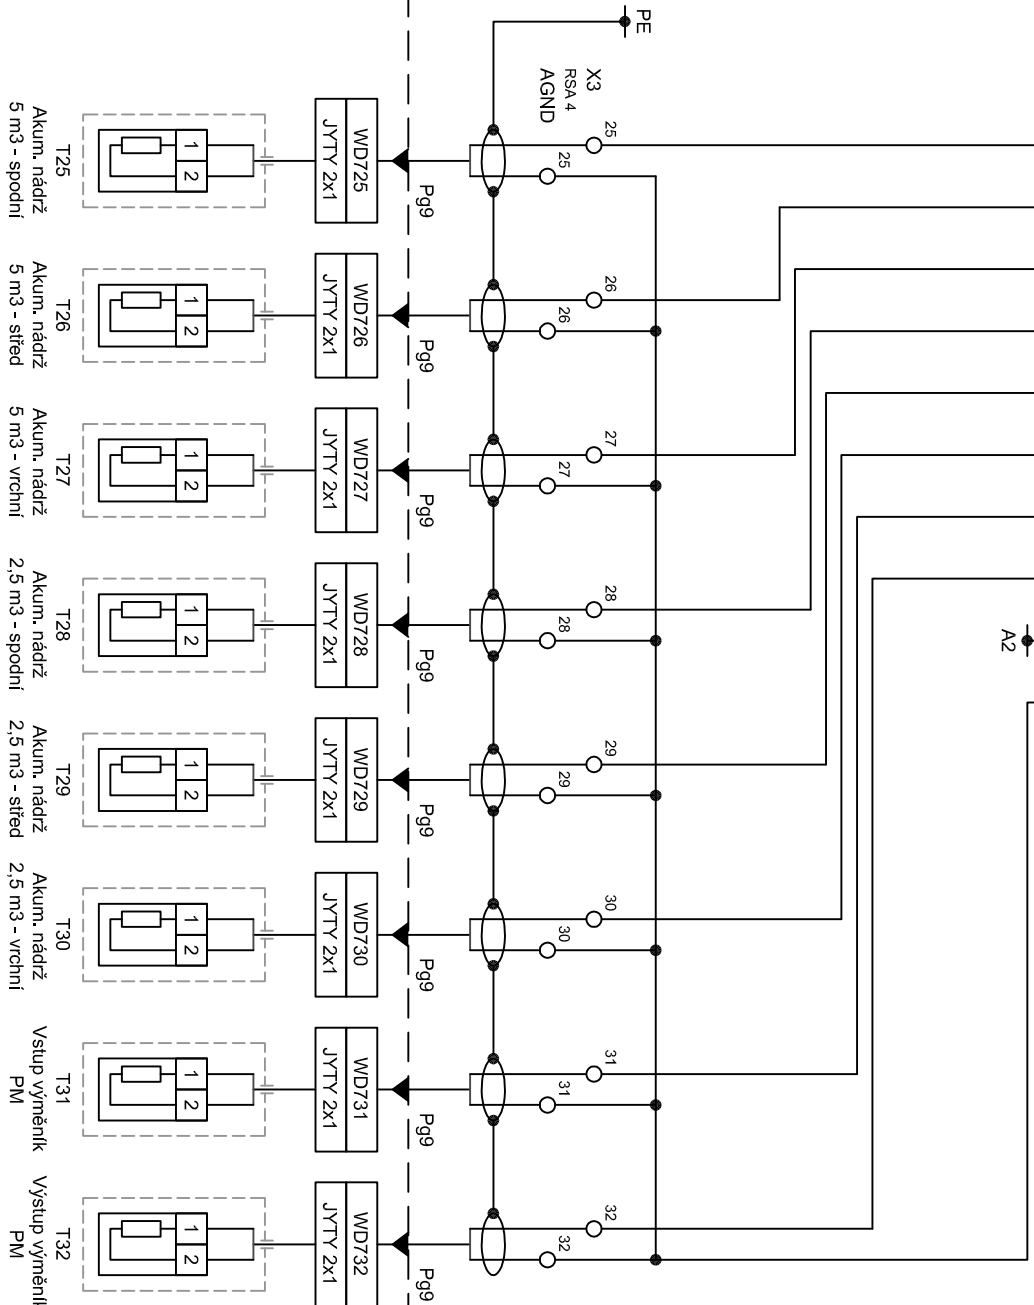 PE
X3
RSA 4
AGND
25
25
Pg9
WD725
JYTY 2x1
1
2
T25
Akum. nádrž
5 m3 - spodní
26
26
Pg9
WD726
JYTY 2x1
1
2
T26
Akum. nádrž
5 m3 - střed
27
27
Pg9
WD727
JYTY 2x1
1
2
T27
Akum. nádrž
5 m3 - vrchní
28
28
Pg9
WD728
JYTY 2x1
1
2
T28
Akum. nádrž
2,5 m3 - spodní
A2
29
29
Pg9
WD729
JYTY 2x1
1
2
T29
Akum. nádrž
2,5 m3 - střed
30
30
Pg9
WD730
JYTY 2x1
1
2
T30
Akum. nádrž
2,5 m3 - vrchní
31
31
Pg9
WD731
JYTY 2x1
1
2
T31
Vstup výměník
PM
32
32
Pg9
WD732
JYTY 2x1
1
2
T32
Výstup výměník
PM